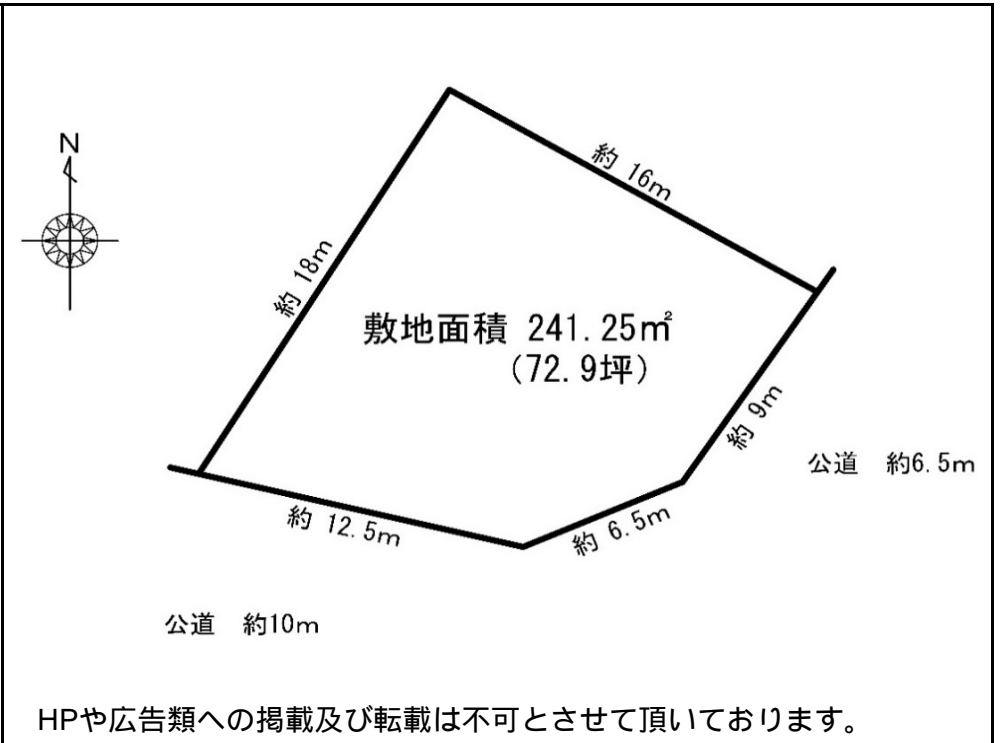 N
約 16m
約 18m
敷地面積 241.25㎡
(72.9坪)
約 9m
公道 約6.5m
約 12.5m
約 6.5m
公道 約10m
HPや広告類への掲載及び転載は不可とさせて頂いております。